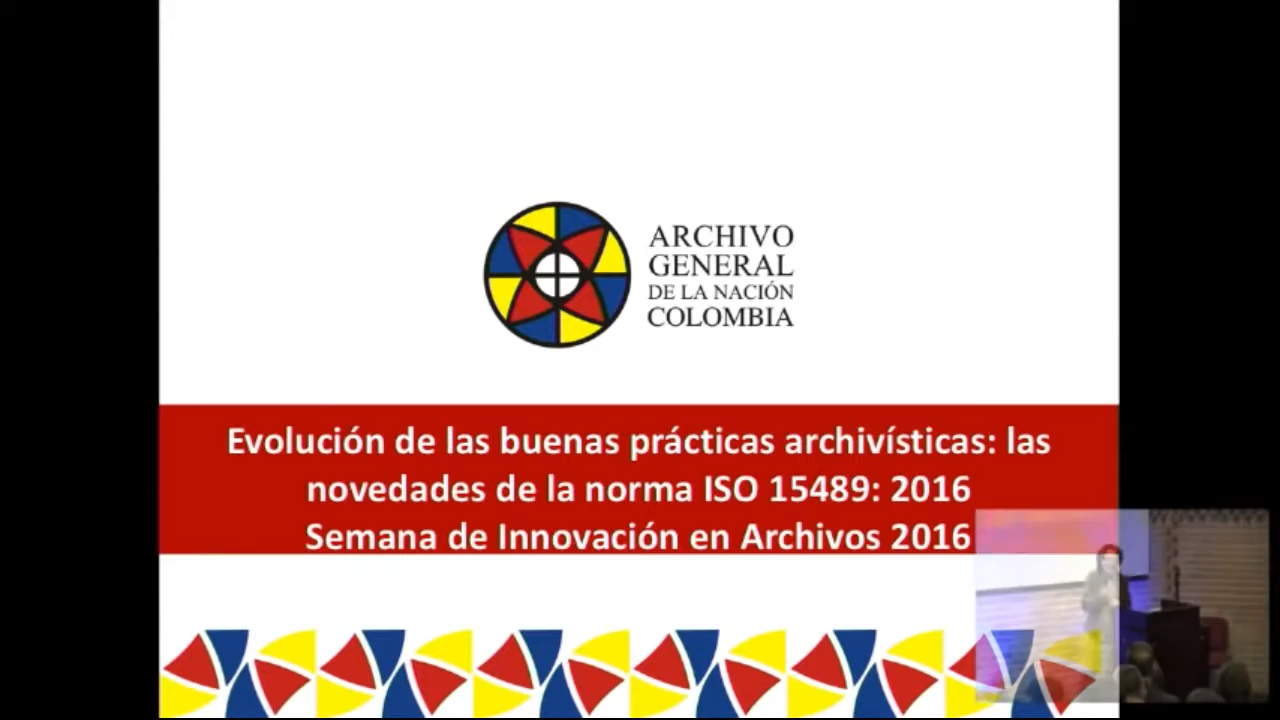 ARCHIVO
GENERAL
DE LA NACIÓN
COLOMBIA
Evolución de las buenas prácticas archivísticas: las
novedades de la norma ISO 15489: 2016
Semana de Innovación en Archivos 2016